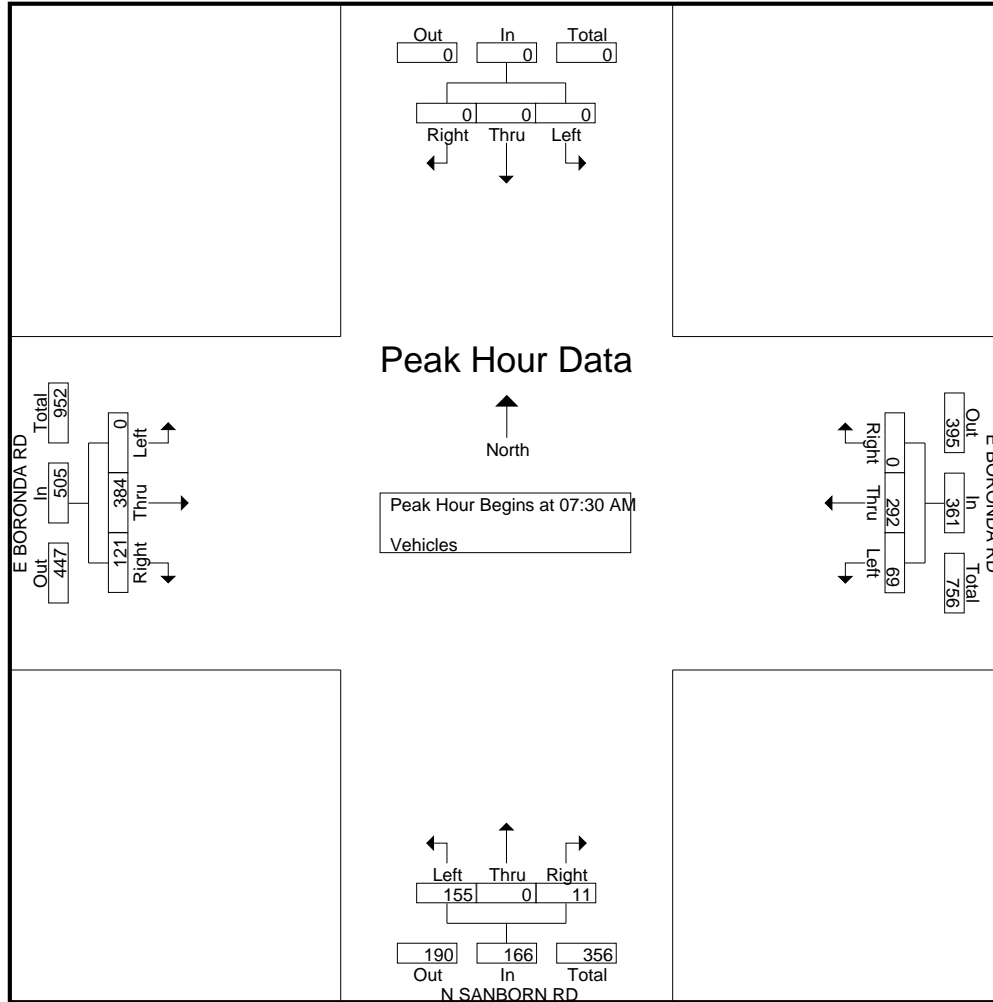 Out In Total
0 0 0
0 0 0
Right Thru Left
Peak Hour Data
North
Peak Hour Begins at 07:30 AM
Vehicles
E BORONDA RD
Out In Total
447 505 952
121 384 0
Right Thru Left
E BORONDA RD
Out In Total
395 361 756
0 292 69
Right Thru Left
Left Thru Right
155 0 11
190 166 356
Out In Total
N SANBORN RD